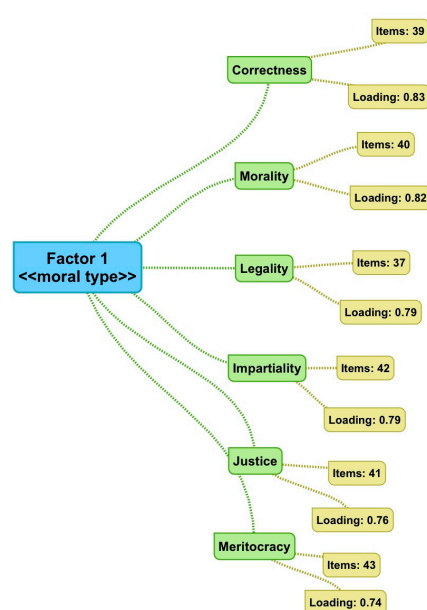 Factor 1
<<moral type>>
Correctness
Items: 39
Loading: 0.83
Morality
Items: 40
Loading: 0.82
Legality
Items: 37
Loading: 0.79
Impartiality
Items: 42
Loading: 0.79
Justice
Items: 41
Loading: 0.76
Meritocracy
Items: 43
Loading: 0.74